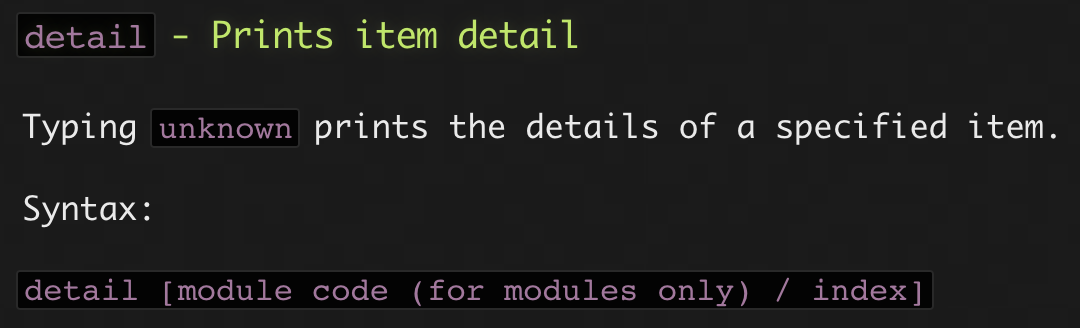 detail - Prints item detail
Typing unknown prints the details of a specified item.
Syntax:
detail [module code (for modules only) / index]